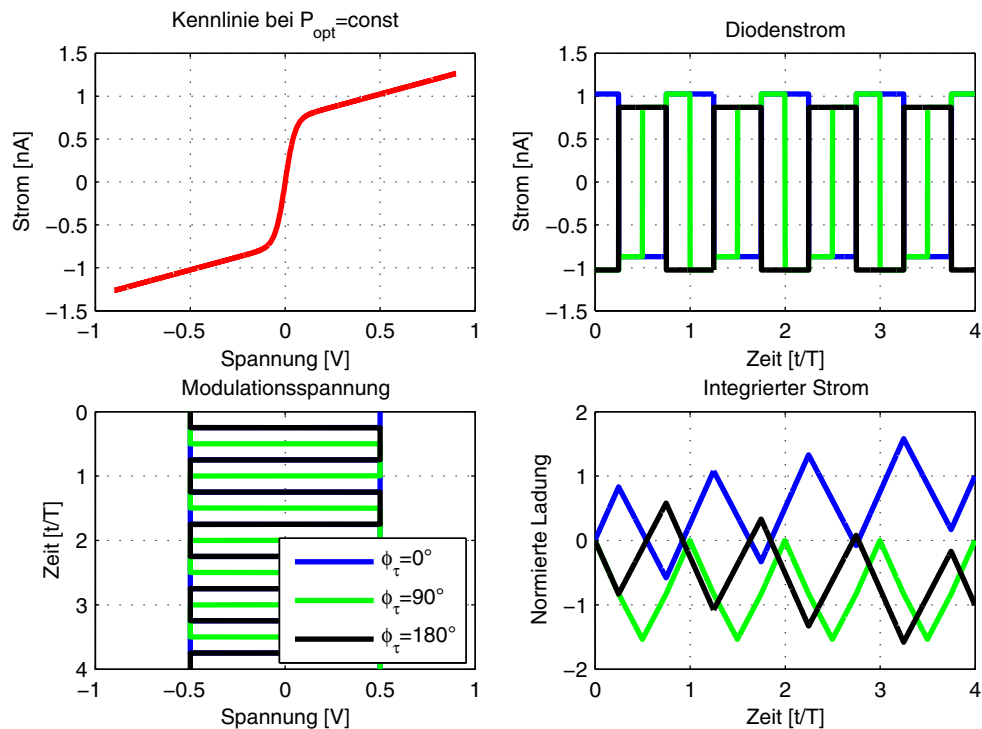 Kennlinie bei P_opt=const
1.5
1
0.5
0
−0.5
−1
−1.5
Strom [nA]
−1 −0.5 0 0.5 1
Spannung [V]
Diodenstrom
1.5
1
0.5
0
−0.5
−1
−1.5
Strom [nA]
0 1 2 3 4
Zeit [t/T]
Modulationsspannung
0
1
2
3
4
Zeit [t/T]
ϕ_τ=0°
ϕ_τ=90°
ϕ_τ=180°
−1 −0.5 0 0.5 1
Spannung [V]
Integrierter Strom
2
1
0
−1
−2
Normierte Ladung
0 1 2 3 4
Zeit [t/T]